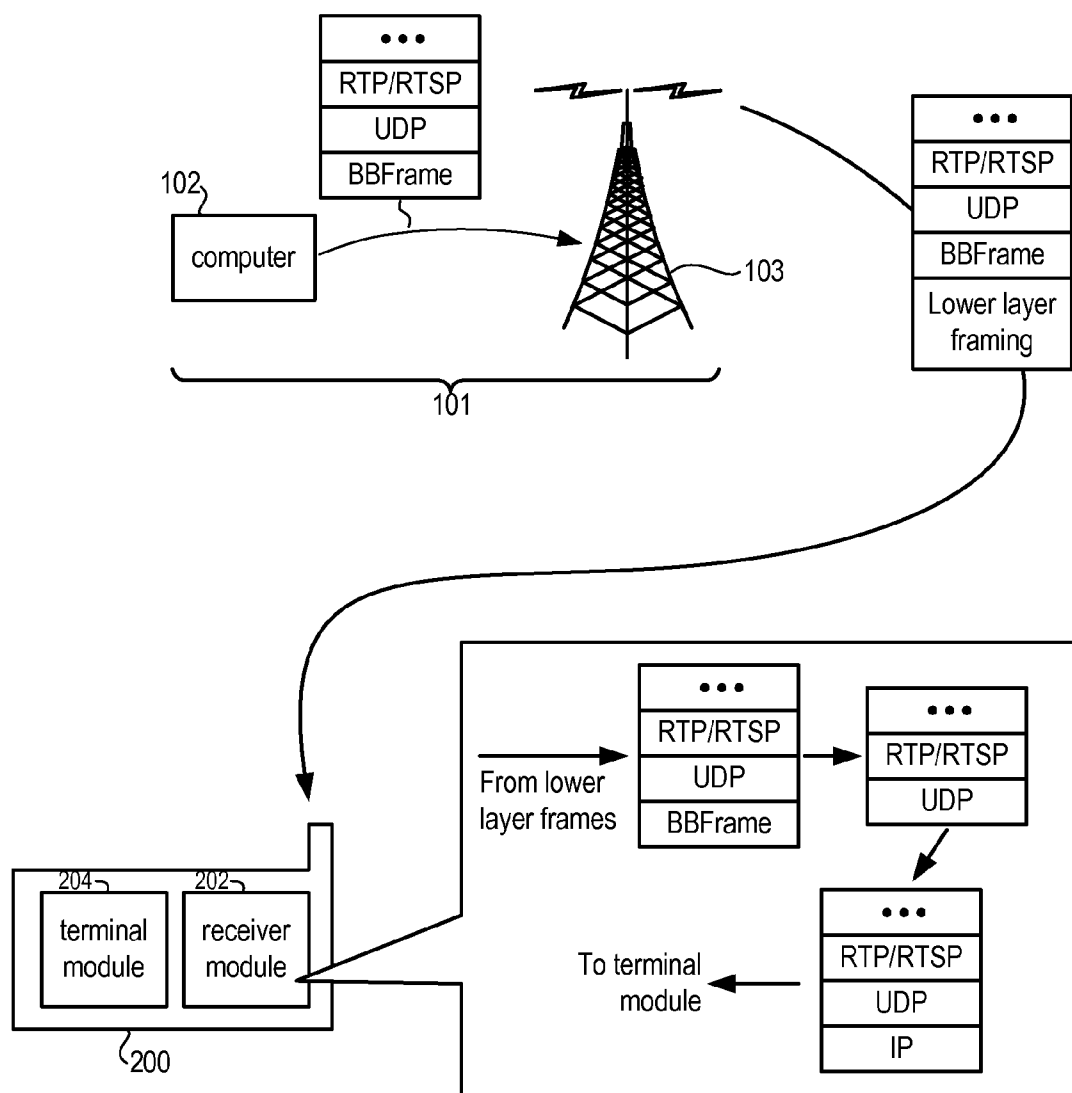 •••
RTP/RTSP
UDP
BBFrame
102
computer
103
101
•••
RTP/RTSP
UDP
BBFrame
Lower layer
framing
From lower
layer frames
•••
RTP/RTSP
UDP
BBFrame
•••
RTP/RTSP
UDP
•••
RTP/RTSP
UDP
IP
To terminal
module
204
terminal
module
202
receiver
module
200